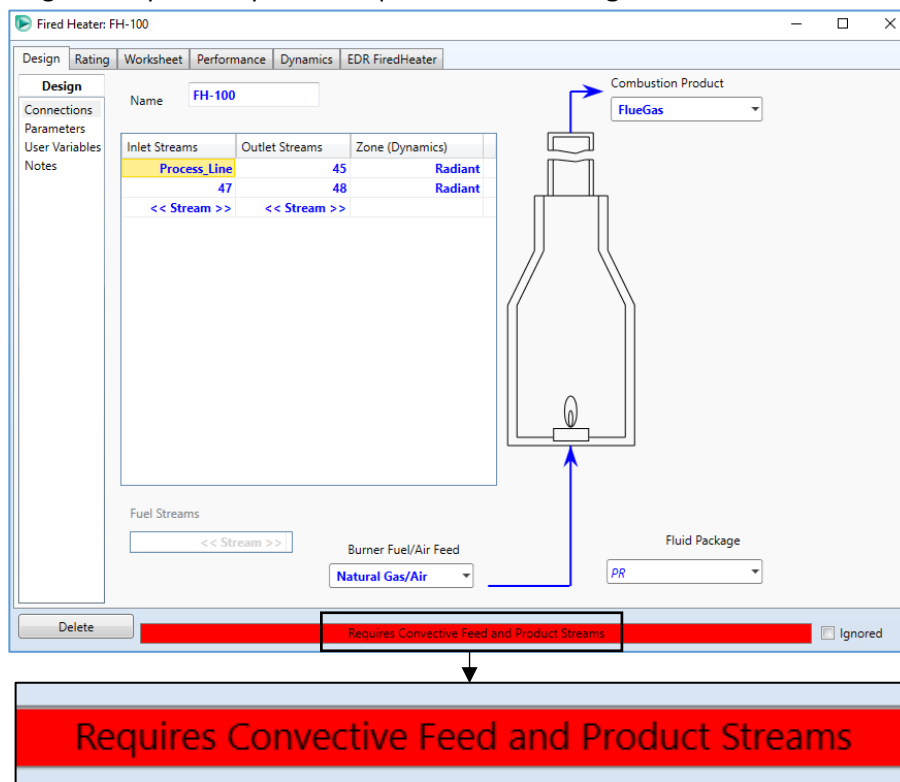 Fired Heater: FH-100
Design Rating Worksheet Performance Dynamics EDR FiredHeater
Design
Connections
Parameters
User Variables
Notes
Name FH-100
Inlet Streams Outlet Streams Zone (Dynamics)
Process_Line 45 Radiant
47 48 Radiant
<< Stream >> << Stream >>
Combustion Product
FlueGas
Fuel Streams
<< Stream >>
Burner Fuel/Air Feed
Natural Gas/Air
Fluid Package
PR
Delete Requires Convective Feed and Product Streams Ignored
Requires Convective Feed and Product Streams